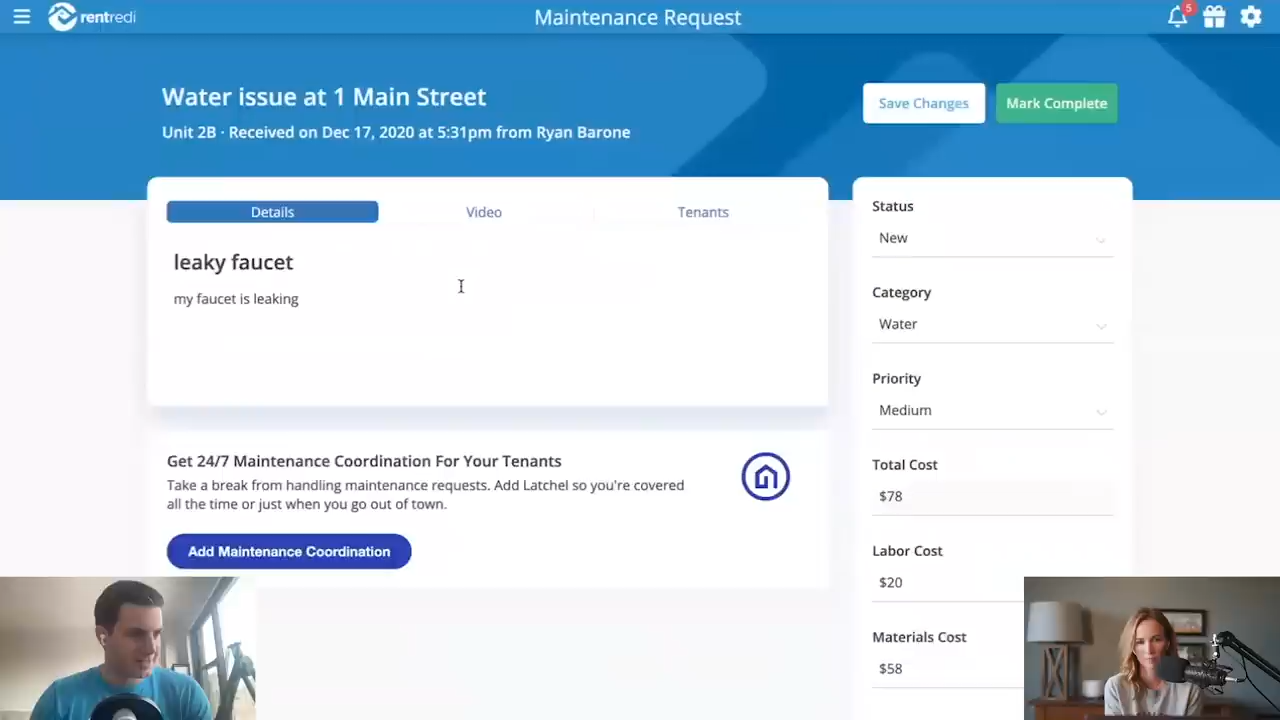 rentredi
Maintenance Request
5
Water issue at 1 Main Street
Unit 2B · Received on Dec 17, 2020 at 5:31pm from Ryan Barone
Save Changes
Mark Complete
Details
Video
Tenants
leaky faucet
my faucet is leaking
Get 24/7 Maintenance Coordination For Your Tenants
Take a break from handling maintenance requests. Add Latchel so you're covered
all the time or just when you go out of town.
Add Maintenance Coordination
Status
New
Category
Water
Priority
Medium
Total Cost
$78
Labor Cost
$20
Materials Cost
$58